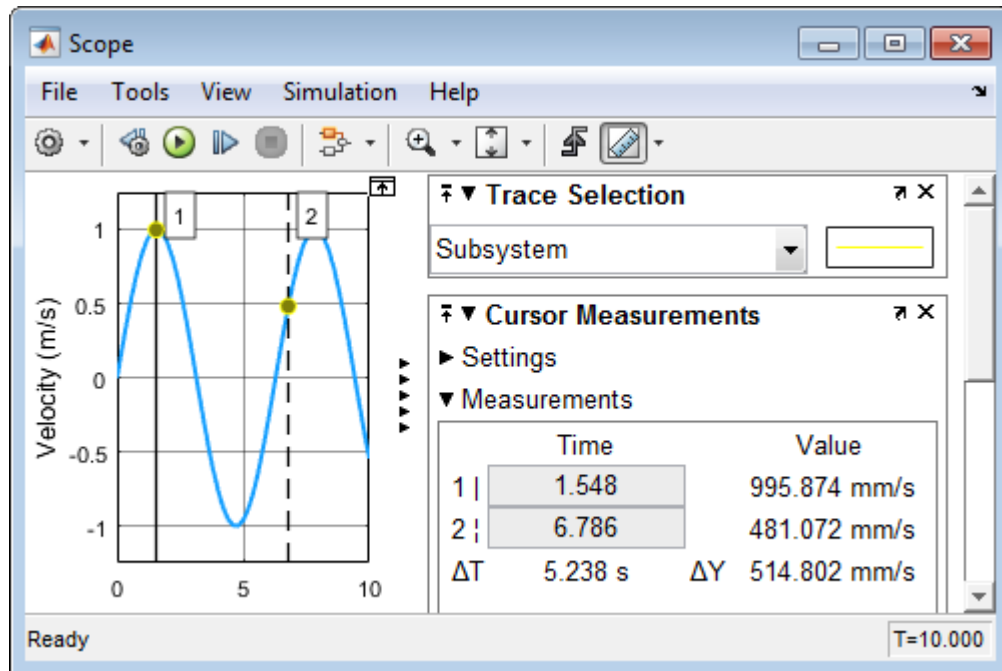 Scope
File Tools View Simulation Help
1 2
1
0.5
0
-0.5
-1
Velocity (m/s)
0 5 10
Trace Selection
Subsystem
Cursor Measurements
Settings
Measurements
Time Value
1 | 1.548 995.874 mm/s
2 ¦ 6.786 481.072 mm/s
ΔT 5.238 s ΔY 514.802 mm/s
Ready T=10.000